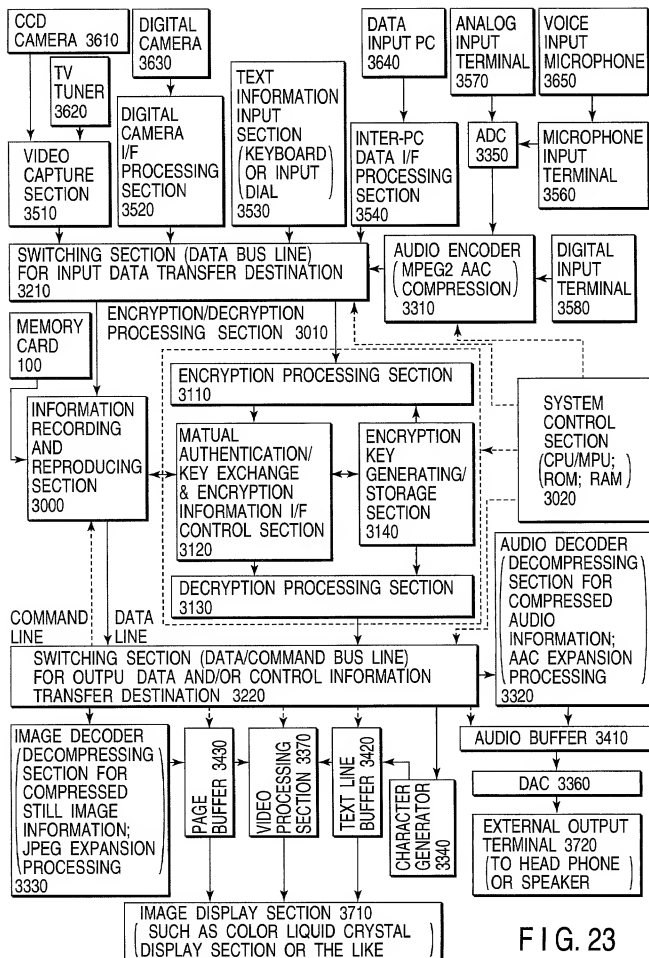 CCD
CAMERA 3610
TV
TUNER
3620
VIDEO
CAPTURE
SECTION
3510
DIGITAL
CAMERA
3630
DIGITAL
CAMERA
I/F
PROCESSING
SECTION
3520
TEXT
INFORMATION
INPUT
SECTION
(KEYBOARD
OR INPUT
DIAL)
3530
DATA
INPUT PC
3640
INTER-PC
DATA I/F
PROCESSING
SECTION
3540
ANALOG
INPUT
TERMINAL
3570
ADC
3350
VOICE
INPUT
MICROPHONE
3650
MICROPHONE
INPUT
TERMINAL
3560
SWITCHING SECTION (DATA BUS LINE)
FOR INPUT DATA TRANSFER DESTINATION
3210
AUDIO ENCODER
(MPEG2 AAC
COMPRESSION)
3310
DIGITAL
INPUT
TERMINAL
3580
ENCRYPTION/DECRYPTION
PROCESSING SECTION 3010
MEMORY
CARD
100
INFORMATION
RECORDING
AND
REPRODUCING
SECTION
3000
ENCRYPTION PROCESSING SECTION
3110
MATUAL
AUTHENTICATION/
KEY EXCHANGE
& ENCRYPTION
INFORMATION I/F
CONTROL SECTION
3120
ENCRYPTION
KEY
GENERATING/
STORAGE
SECTION
3140
DECRYPTION PROCESSING SECTION
3130
SYSTEM
CONTROL
SECTION
(CPU/MPU;
ROM; RAM)
3020
COMMAND
LINE
DATA
LINE
SWITCHING SECTION (DATA/COMMAND BUS LINE)
FOR OUTPU DATA AND/OR CONTROL INFORMATION
TRANSFER DESTINATION 3220
AUDIO DECODER
(DECOMPRESSING
SECTION FOR
COMPRESSED
AUDIO
INFORMATION;
AAC EXPANSION
PROCESSING)
3320
IMAGE DECODER
(DECOMPRESSING
SECTION FOR
COMPRESSED
STILL IMAGE
INFORMATION;
JPEG EXPANSION
PROCESSING)
3330
PAGE
BUFFER 3430
VIDEO
PROCESSING
SECTION 3370
TEXT LINE
BUFFER 3420
CHARACTER
GENERATOR
3340
AUDIO BUFFER 3410
DAC 3360
EXTERNAL OUTPUT
TERMINAL 3720
(TO HEAD PHONE
OR SPEAKER)
IMAGE DISPLAY SECTION 3710
(SUCH AS COLOR LIQUID CRYSTAL
DISPLAY SECTION OR THE LIKE)
FIG. 23